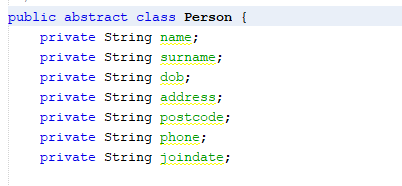 public abstract class Person {
    private String name;
    private String surname;
    private String dob;
    private String address;
    private String postcode;
    private String phone;
    private String joindate;